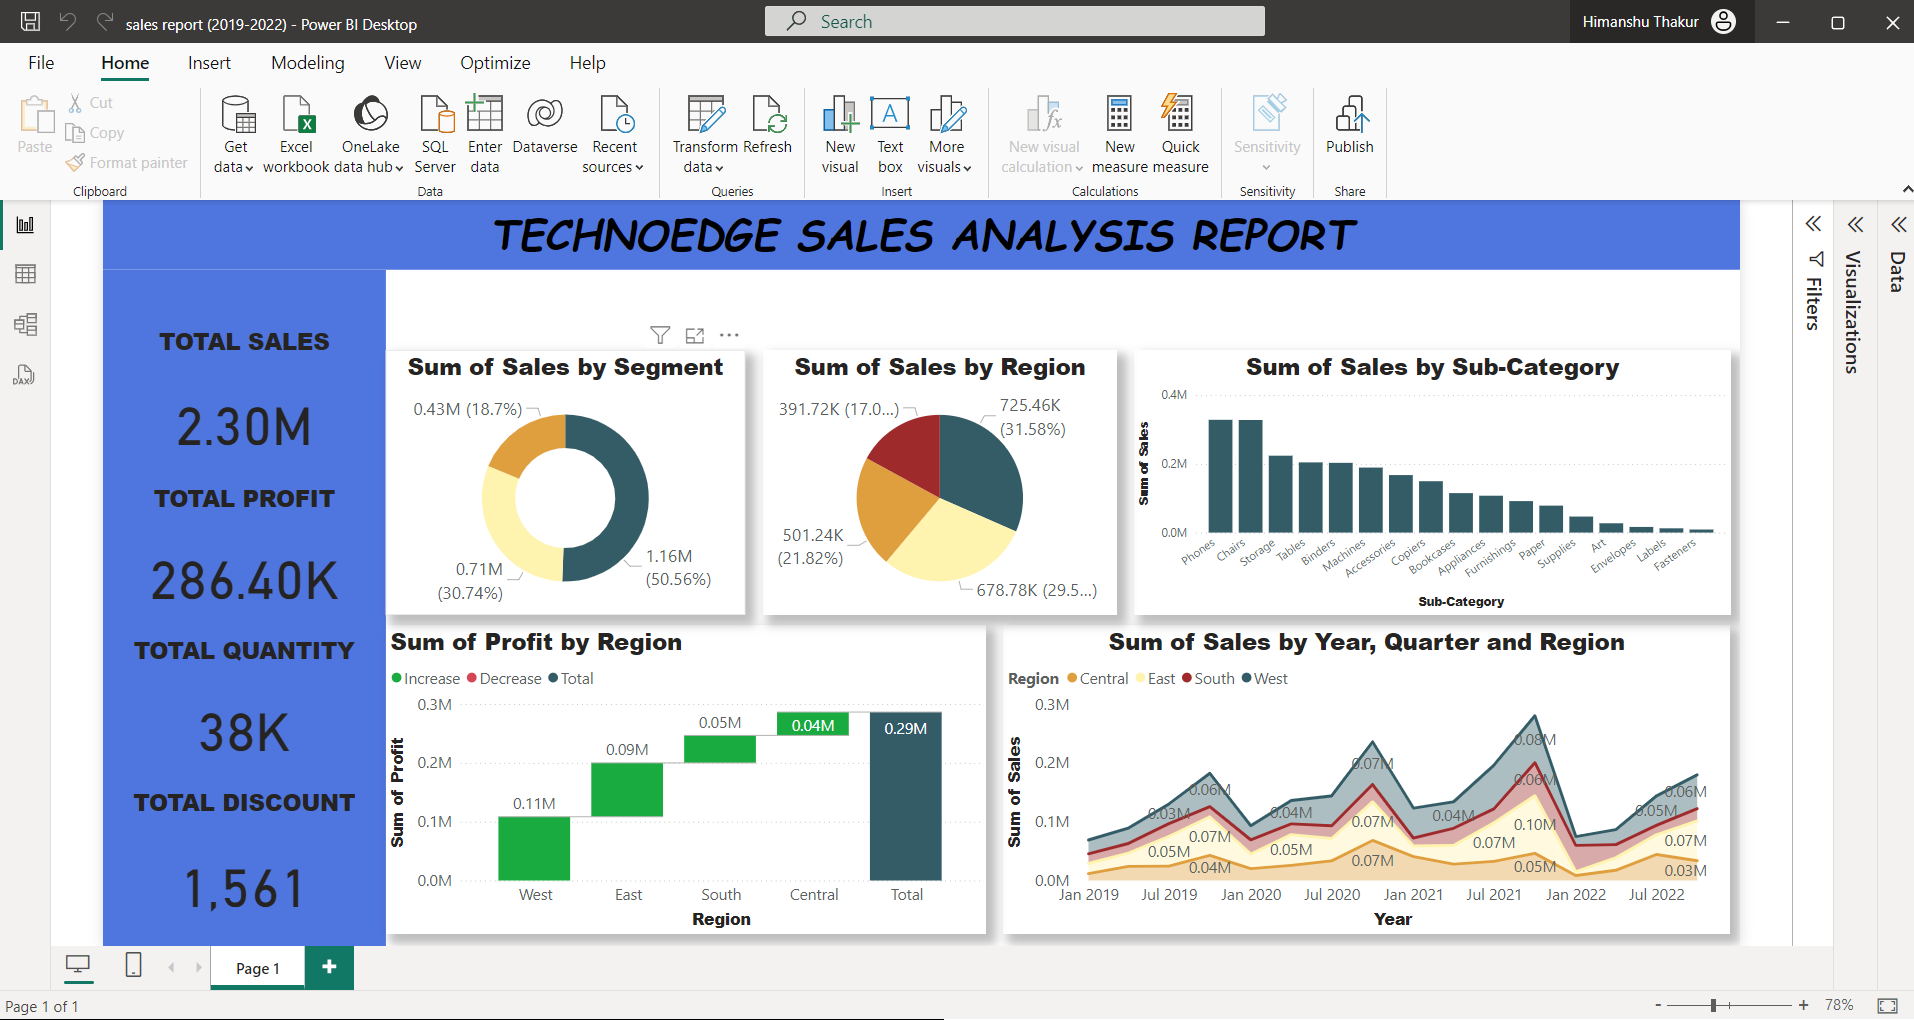 sales report (2019-2022) - Power BI Desktop
Search
Himanshu Thakur
File Home Insert Modeling View Optimize Help
Paste
Cut
Copy
Format painter
Clipboard
Get data
Excel workbook
OneLake data hub
SQL Server
Enter data
Dataverse
Recent sources
Data
Transform data
Refresh
Queries
New visual
Text box
More visuals
Insert
New visual calculation
New measure
Quick measure
Calculations
Sensitivity
Sensitivity
Publish
Share
DAX
TECHNOEDGE SALES ANALYSIS REPORT
TOTAL SALES
2.30M
TOTAL PROFIT
286.40K
TOTAL QUANTITY
38K
TOTAL DISCOUNT
1,561
Sum of Sales by Segment
0.43M (18.7%)
0.71M
(30.74%)
1.16M
(50.56%)
Sum of Sales by Region
391.72K (17.0...)
725.46K
(31.58%)
501.24K
(21.82%)
678.78K (29.5...)
Sum of Sales by Sub-Category
Sum of Sales
0.4M
0.2M
0.0M
Phones Chairs Storage Tables Binders Machines Accessories Copiers Bookcases Appliances Furnishings Paper Supplies Art Envelopes Labels Fasteners
Sub-Category
Sum of Profit by Region
Increase Decrease Total
Sum of Profit
0.3M
0.2M
0.1M
0.0M
0.11M
0.09M
0.05M
0.04M
0.29M
West East South Central Total
Region
Sum of Sales by Year, Quarter and Region
Region Central East South West
Sum of Sales
0.3M
0.2M
0.1M
0.0M
0.08M
0.07M
0.06M
0.06M
0.06M
0.03M
0.04M
0.04M
0.05M
0.07M
0.07M
0.10M
0.07M
0.07M
0.05M
0.05M
0.04M
0.07M
0.05M
0.03M
Jan 2019 Jul 2019 Jan 2020 Jul 2020 Jan 2021 Jul 2021 Jan 2022 Jul 2022
Year
Filters
Visualizations
Data
Page 1
Page 1 of 1
- + 78%